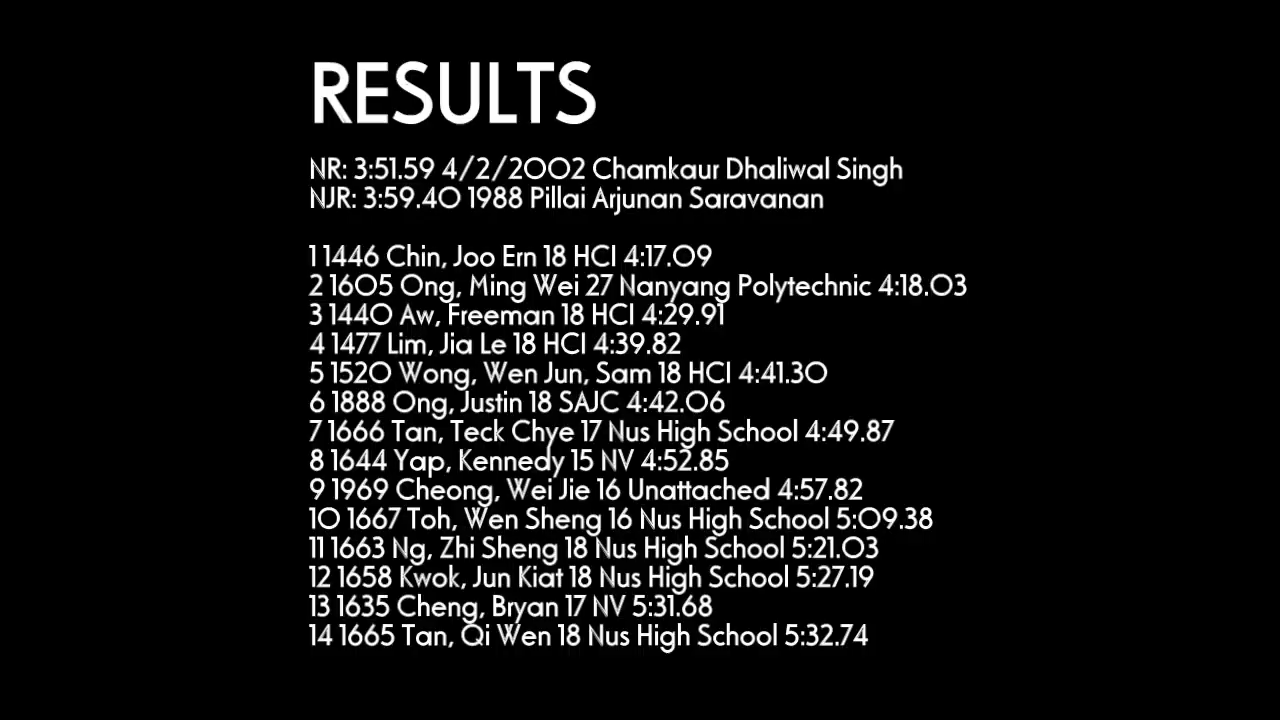 RESULTS
NR: 3:51.59 4/2/2002 Chamkaur Dhaliwal Singh
NJR: 3:59.40 1988 Pillai Arjunan Saravanan
1 1446 Chin, Joo Ern 18 HCI 4:17.09
2 1605 Ong, Ming Wei 27 Nanyang Polytechnic 4:18.03
3 1440 Aw, Freeman 18 HCI 4:29.91
4 1477 Lim, Jia Le 18 HCI 4:39.82
5 1520 Wong, Wen Jun, Sam 18 HCI 4:41.30
6 1888 Ong, Justin 18 SAJC 4:42.06
7 1666 Tan, Teck Chye 17 Nus High School 4:49.87
8 1644 Yap, Kennedy 15 NV 4:52.85
9 1969 Cheong, Wei Jie 16 Unattached 4:57.82
10 1667 Toh, Wen Sheng 16 Nus High School 5:09.38
11 1663 Ng, Zhi Sheng 18 Nus High School 5:21.03
12 1658 Kwok, Jun Kiat 18 Nus High School 5:27.19
13 1635 Cheng, Bryan 17 NV 5:31.68
14 1665 Tan, Qi Wen 18 Nus High School 5:32.74